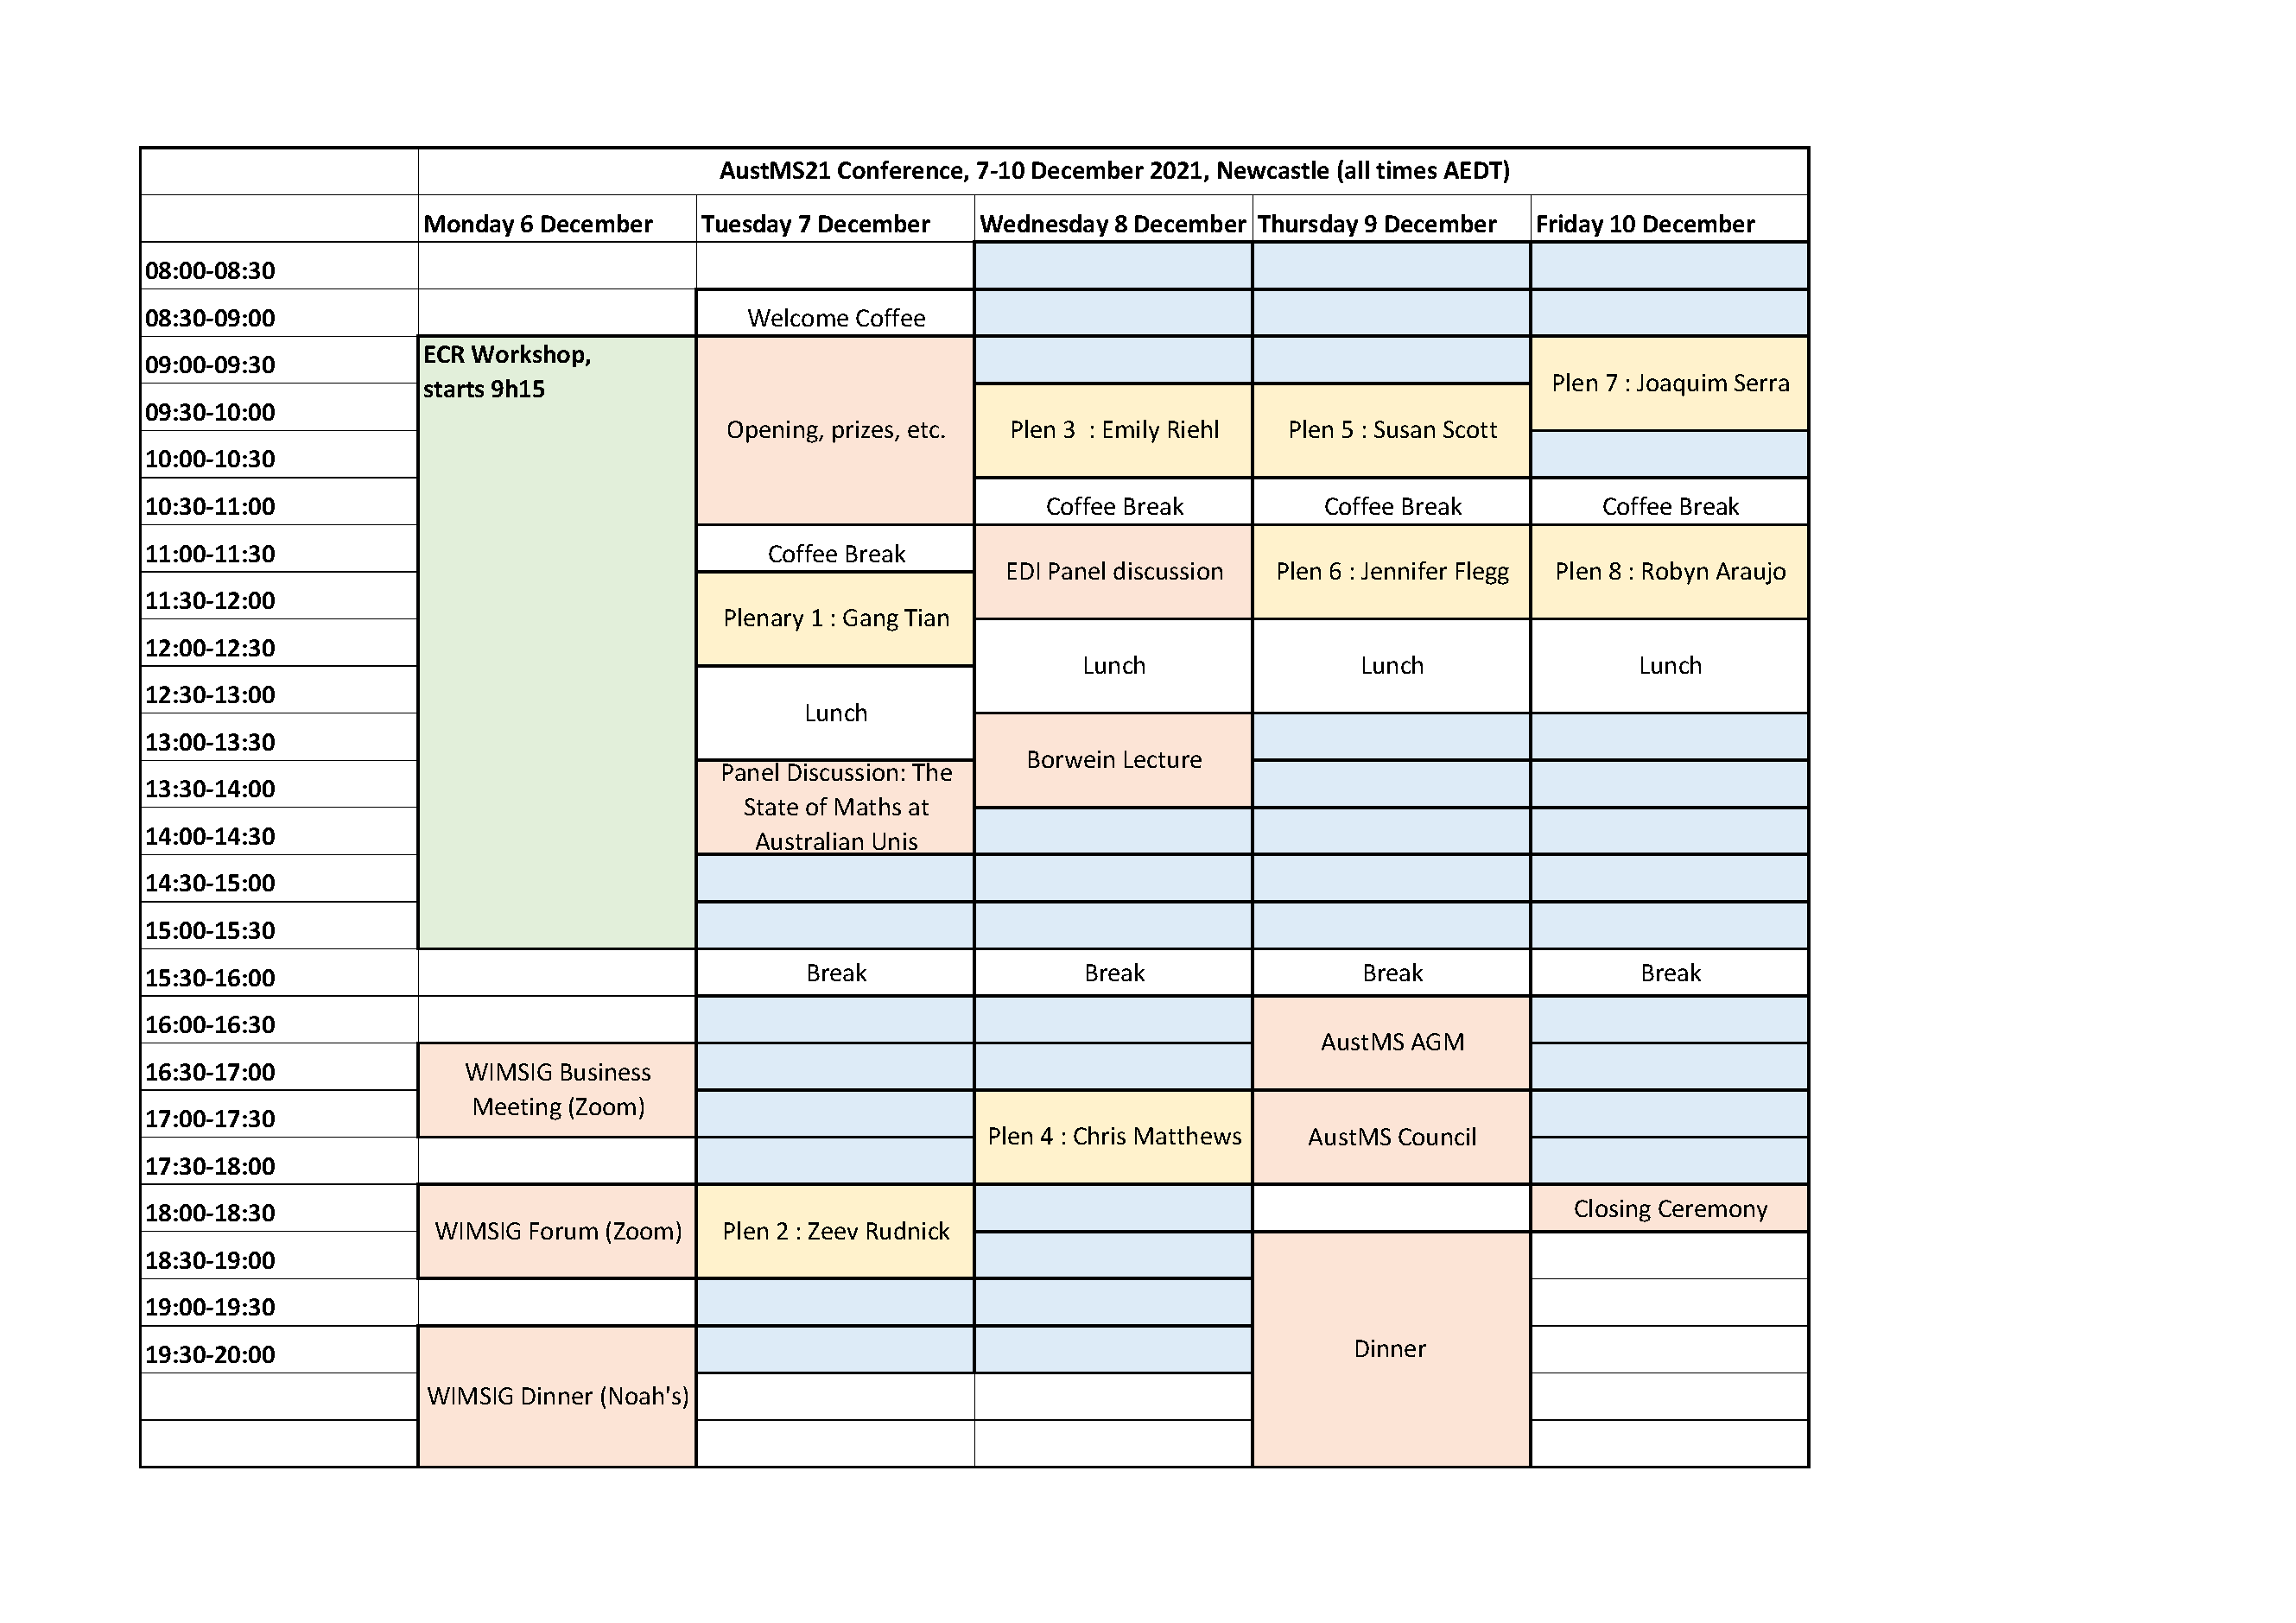 AustMS21 Conference, 7-10 December 2021, Newcastle (all times AEDT)
Monday 6 December Tuesday 7 December Wednesday 8 December Thursday 9 December Friday 10 December
08:00-08:30
08:30-09:00 Welcome Coffee
09:00-09:30
09:30-10:00
10:00-10:30
ECR Workshop,
starts 9h15
Opening, prizes, etc.
Plen 3  : Emily Riehl
Plen 5 : Susan Scott
Plen 7 : Joaquim Serra
10:30-11:00 Coffee Break Coffee Break Coffee Break
11:00-11:30 Coffee Break
11:30-12:00
EDI Panel discussion
Plen 6 : Jennifer Flegg
Plen 8 : Robyn Araujo
Plenary 1 : Gang Tian
12:00-12:30
12:30-13:00
Lunch Lunch Lunch
Lunch
13:00-13:30
13:30-14:00
Borwein Lecture
14:00-14:30
Panel Discussion: The
State of Maths at
Australian Unis
14:30-15:00
15:00-15:30
15:30-16:00 Break Break Break Break
16:00-16:30
16:30-17:00
AustMS AGM
WIMSIG Business
Meeting (Zoom)
17:00-17:30
17:30-18:00
Plen 4 : Chris Matthews
AustMS Council
18:00-18:30 Closing Ceremony
18:30-19:00
WIMSIG Forum (Zoom)
Plen 2 : Zeev Rudnick
19:00-19:30
19:30-20:00
Dinner
WIMSIG Dinner (Noah's)